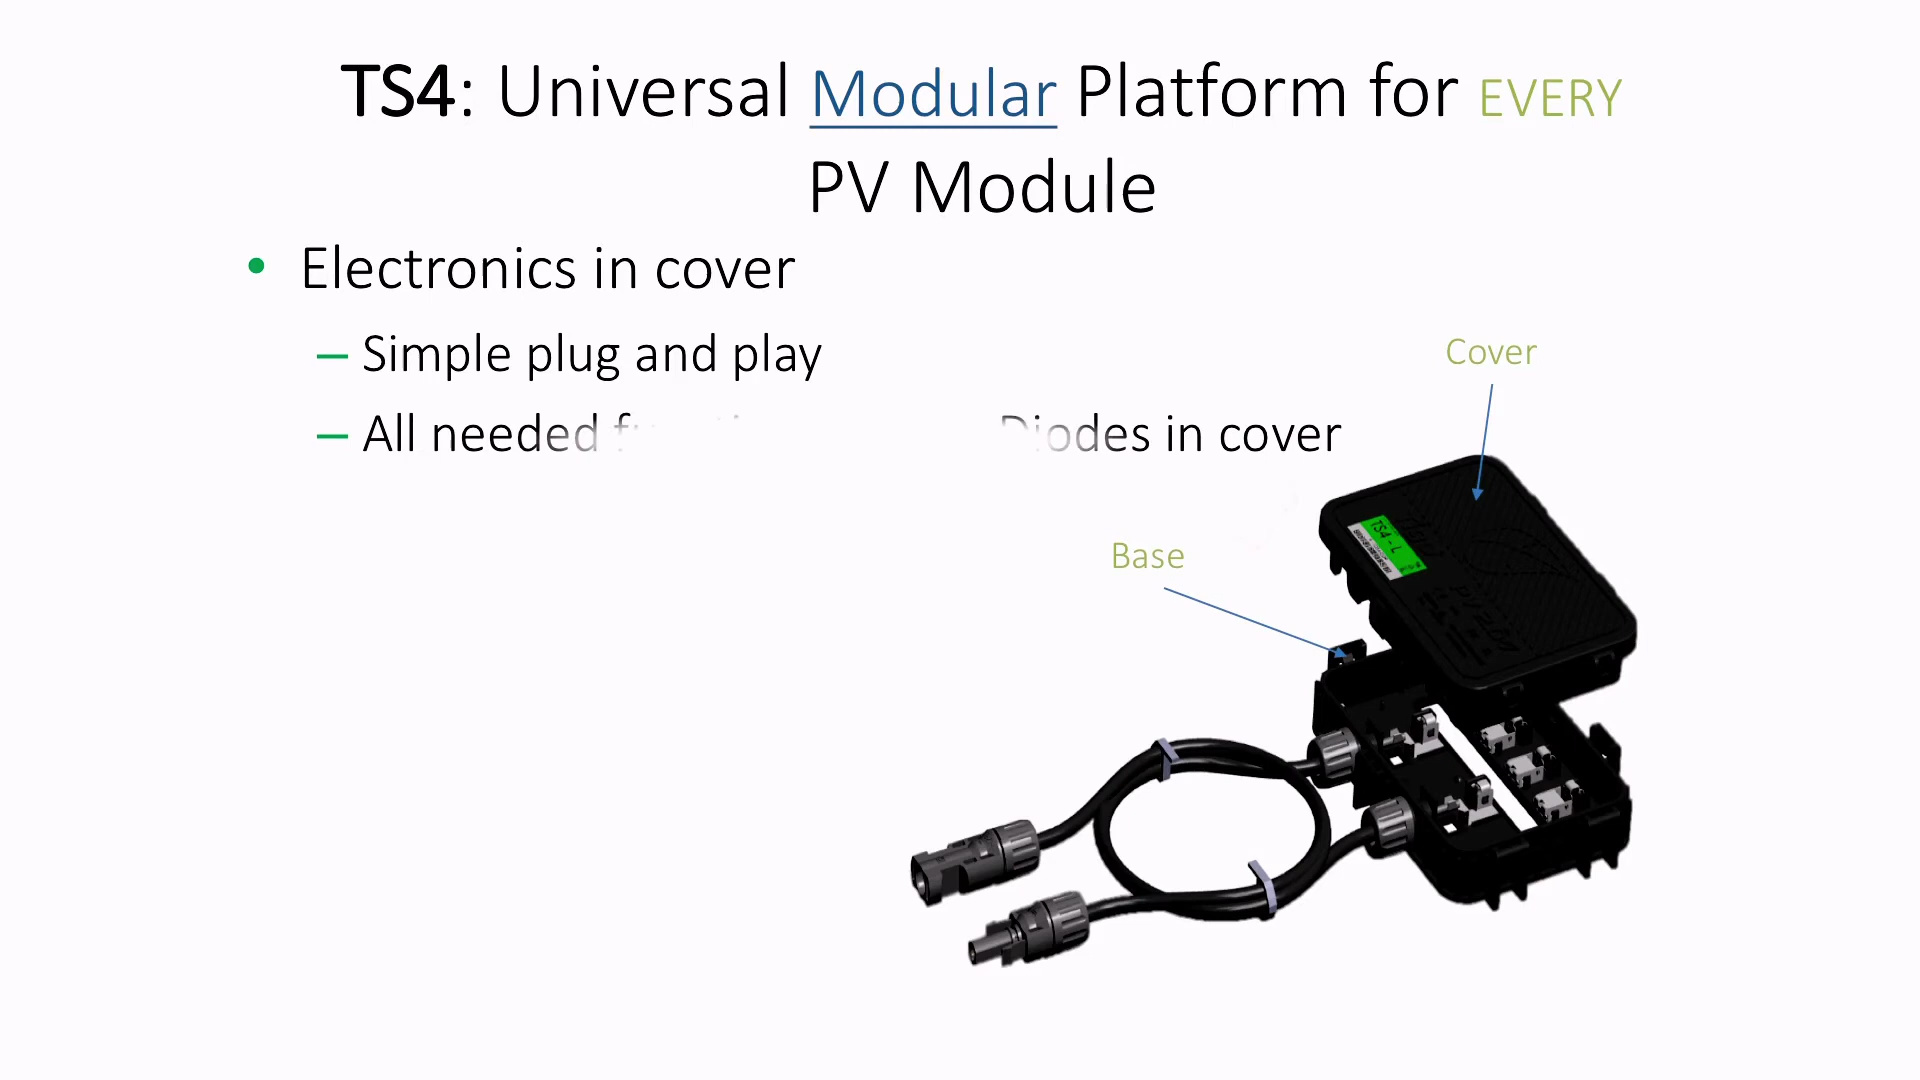 TS4: Universal Modular Platform for EVERY
PV Module
• Electronics in cover
– Simple plug and play
– All needed Diodes in cover
Cover
Base
TS4 - L